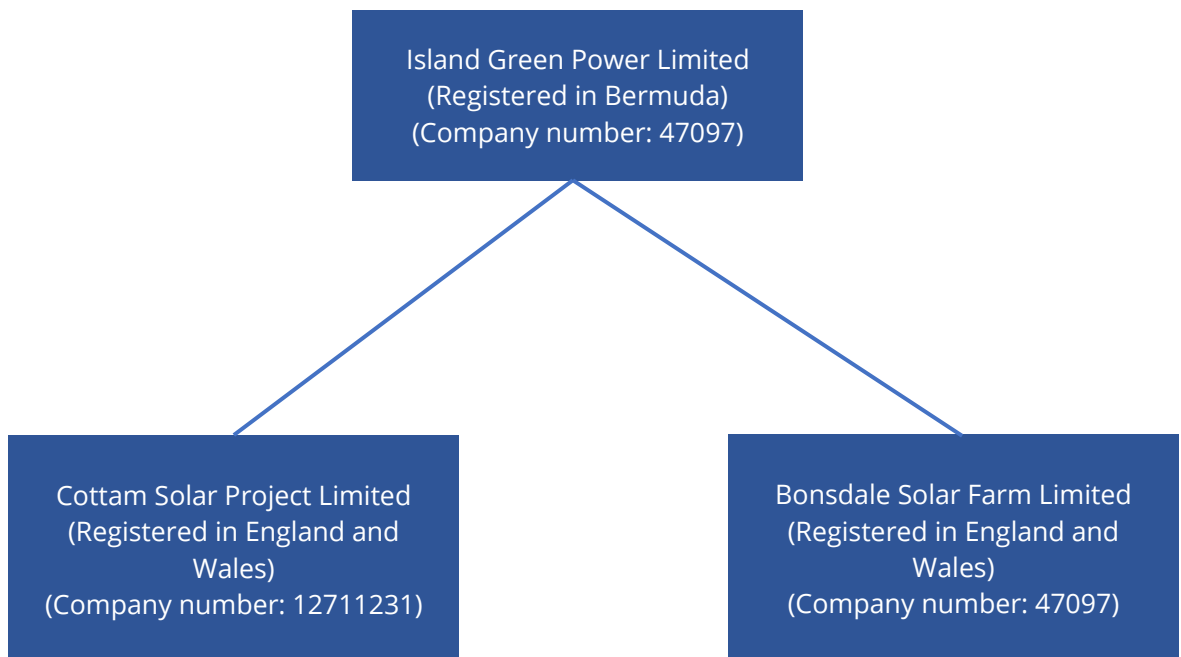 Island Green Power Limited
(Registered in Bermuda)
(Company number: 47097)
Cottam Solar Project Limited
(Registered in England and
Wales)
(Company number: 12711231)
Bonsdale Solar Farm Limited
(Registered in England and
Wales)
(Company number: 47097)